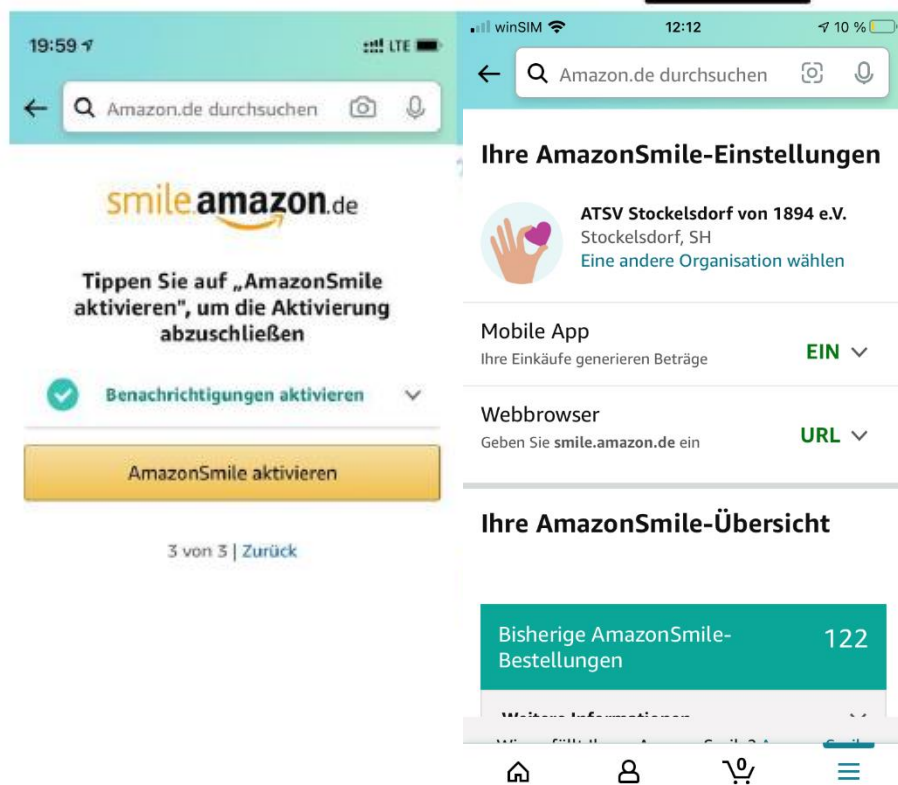 19:59
LTE
Amazon.de durchsuchen
smile.amazon.de
Tippen Sie auf „AmazonSmile
aktivieren", um die Aktivierung
abzuschließen
Benachrichtigungen aktivieren
AmazonSmile aktivieren
3 von 3 | Zurück
winSIM
12:12
10 %
Amazon.de durchsuchen
Ihre AmazonSmile-Einstellungen
ATSV Stockelsdorf von 1894 e.V.
Stockelsdorf, SH
Eine andere Organisation wählen
Mobile App
Ihre Einkäufe generieren Beträge
EIN
Webbrowser
Geben Sie smile.amazon.de ein
URL
Ihre AmazonSmile-Übersicht
Bisherige AmazonSmile-
Bestellungen
122
Weitere Informationen
0